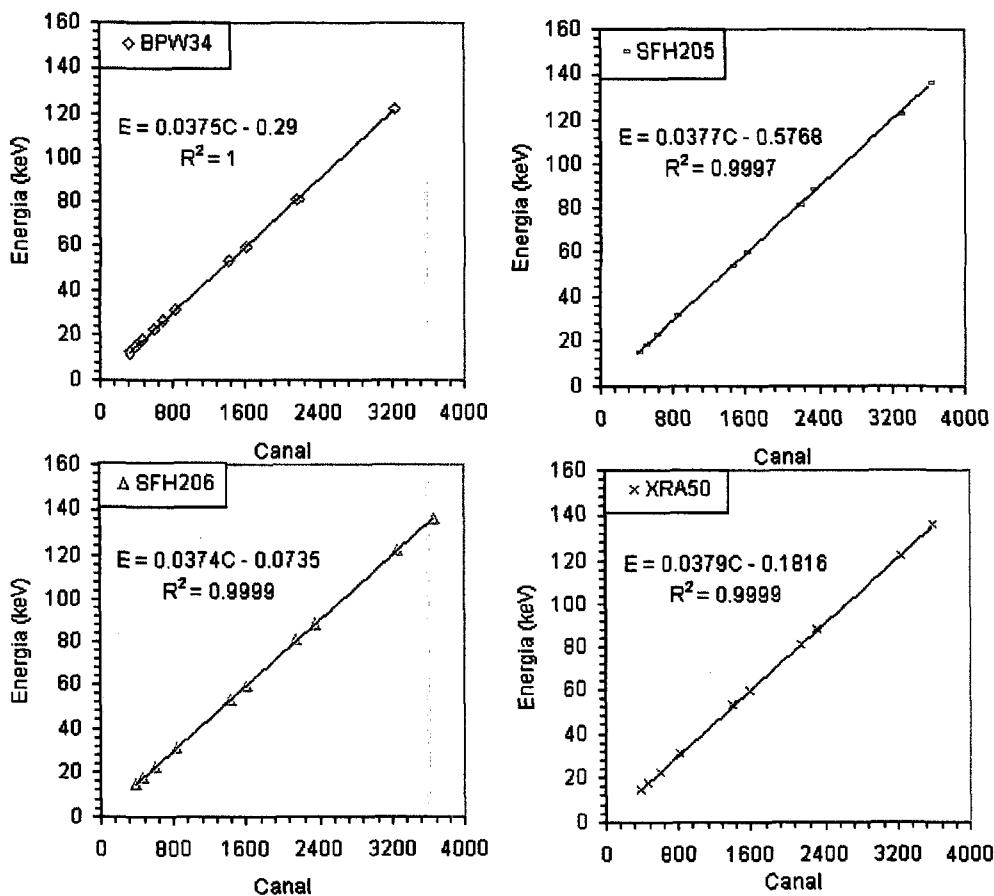 BPW34
E = 0.0375C - 0.29
R² = 1
Energia (keV)
160
140
120
100
80
60
40
20
0
0 800 1600 2400 3200 4000
Canal
SFH205
E = 0.0377C - 0.5768
R² = 0.9997
Energia (keV)
160
140
120
100
80
60
40
20
0
0 800 1600 2400 3200 4000
Canal
SFH206
E = 0.0374C - 0.0735
R² = 0.9999
Energia (keV)
160
140
120
100
80
60
40
20
0
0 800 1600 2400 3200 4000
Canal
XRA50
E = 0.0379C - 0.1816
R² = 0.9999
Energia (keV)
160
140
120
100
80
60
40
20
0
0 800 1600 2400 3200 4000
Canal